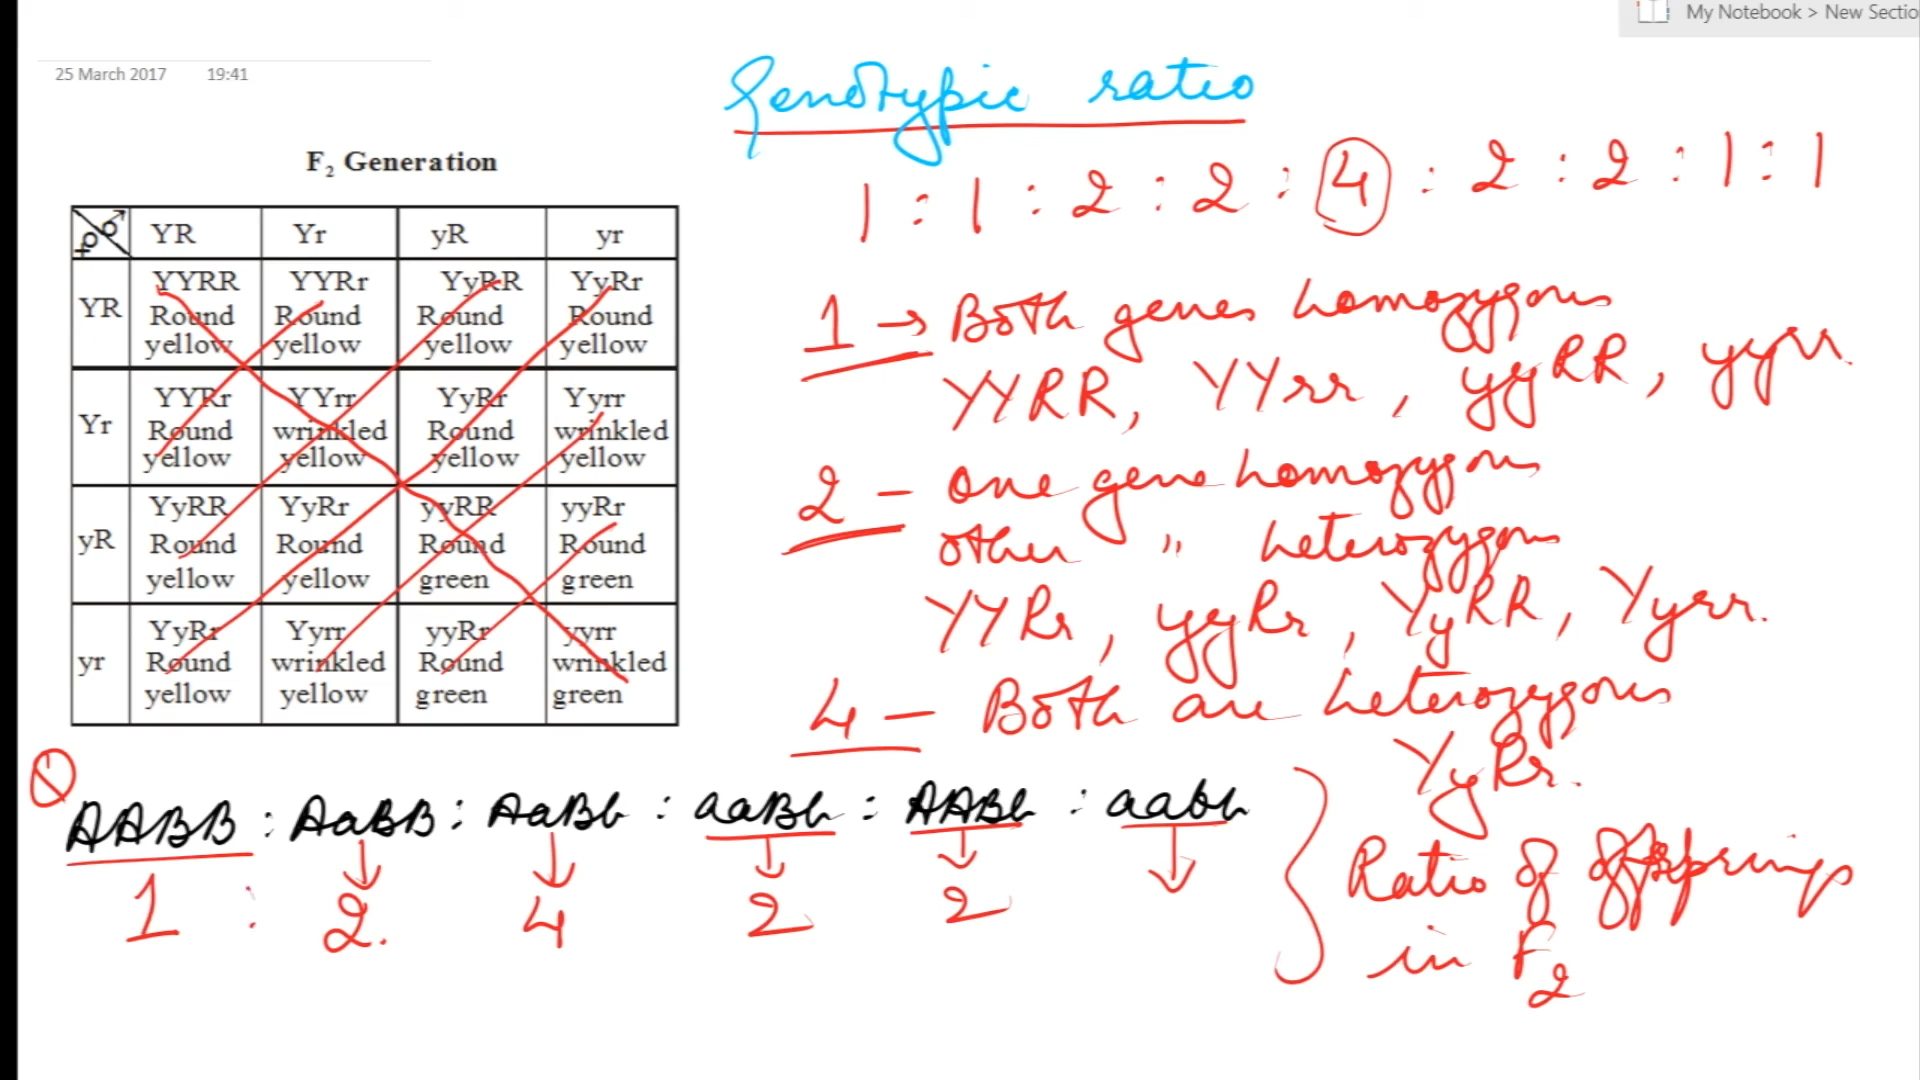 My Notebook > New Sectio
25 March 2017 19:41
Genotypic ratio
1 : 1 : 2 : 2 : 4 : 2 : 2 : 1 : 1
F2 Generation
♀ ♂ YR Yr yR yr
YR
YYRR YYRr YyRR YyRr
Round Round Round Round
yellow yellow yellow yellow
Yr
YYRr YYrr YyRr Yyrr
Round wrinkled Round wrinkled
yellow yellow yellow yellow
yR
YyRR YyRr yyRR yyRr
Round Round Round Round
yellow yellow green green
yr
YyRr Yyrr yyRr yyrr
Round wrinkled Round wrinkled
yellow yellow green green
1 → Both genes homozygous
YYRR, YYrr, yyRR, yyrr.
2 - One gene homozygous
other " heterozygous
YYRr, yyRr, YyRR, Yyrr.
4 - Both are heterozygous
YyRr.
AABB : AaBB : AaBb : aaBb : AABb : aabb
1 : 2. 4 2 2
Ratio of offsprings
in F2